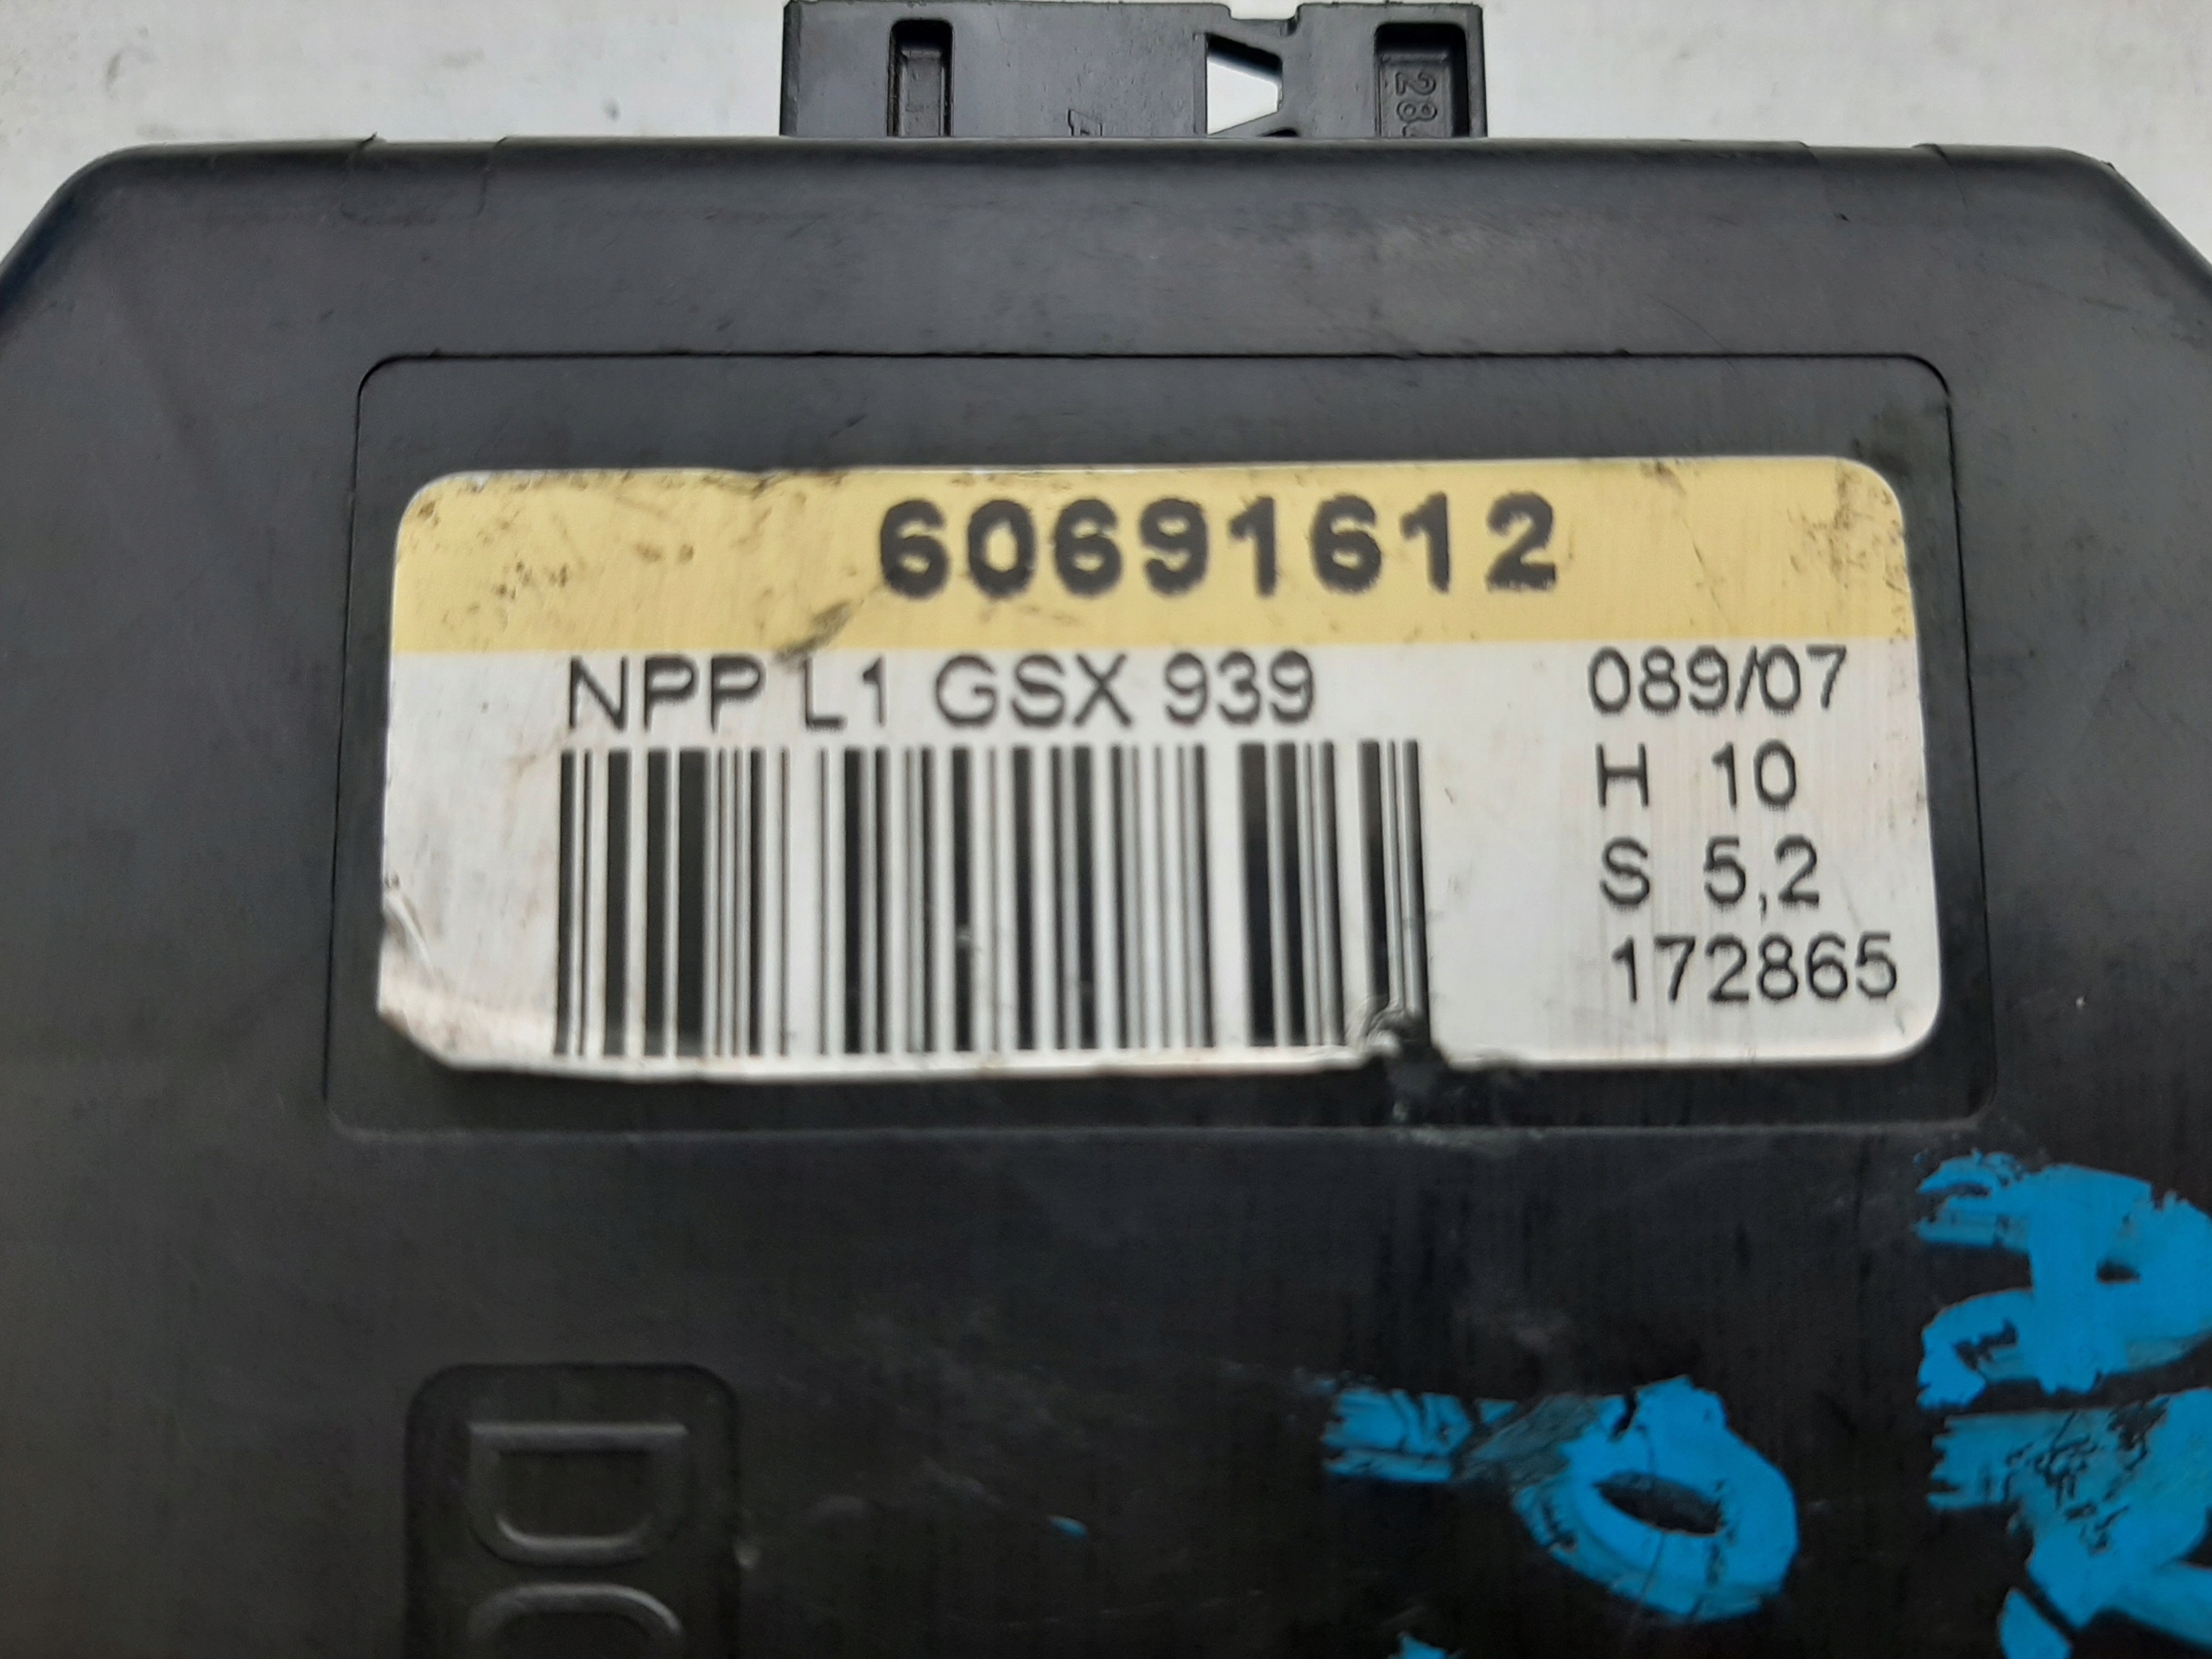 60691612
NPP L1 GSX 939
089/07
H 10
S 5,2
172865